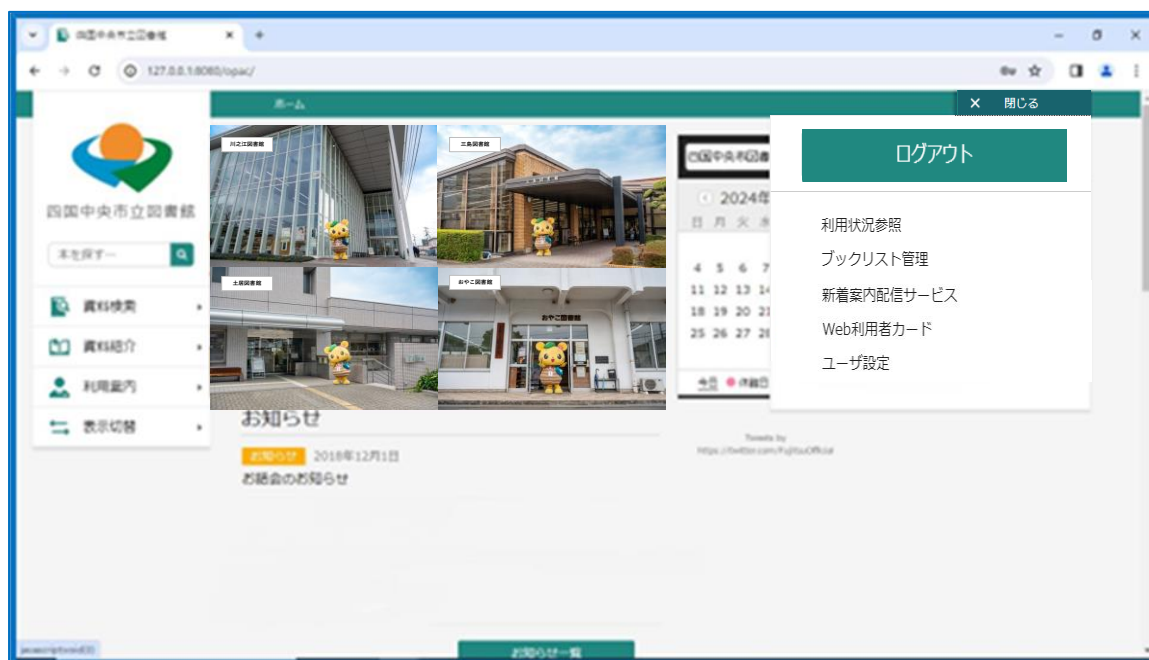 四国中央市立図書館
127.0.0.1:8080/opac/
ホーム
× 閉じる
四国中央市立図書館
本を探す…
資料検索
資料紹介
利用案内
表示切替
川之江図書館
三島図書館
土居図書館
おやこ図書館
おやこ図書館
2024年
日 月 火 水
4 5 6 7
11 12 13 14
18 19 20 21
25 26 27 28
今日 休館日
ログアウト
利用状況参照
ブックリスト管理
新着案内配信サービス
Web利用者カード
ユーザ設定
お知らせ
お知らせ 2018年12月1日
お話会のお知らせ
Tweets by
https://twitter.com/FujitsuOfficial
お知らせ一覧
javascript:void(0)